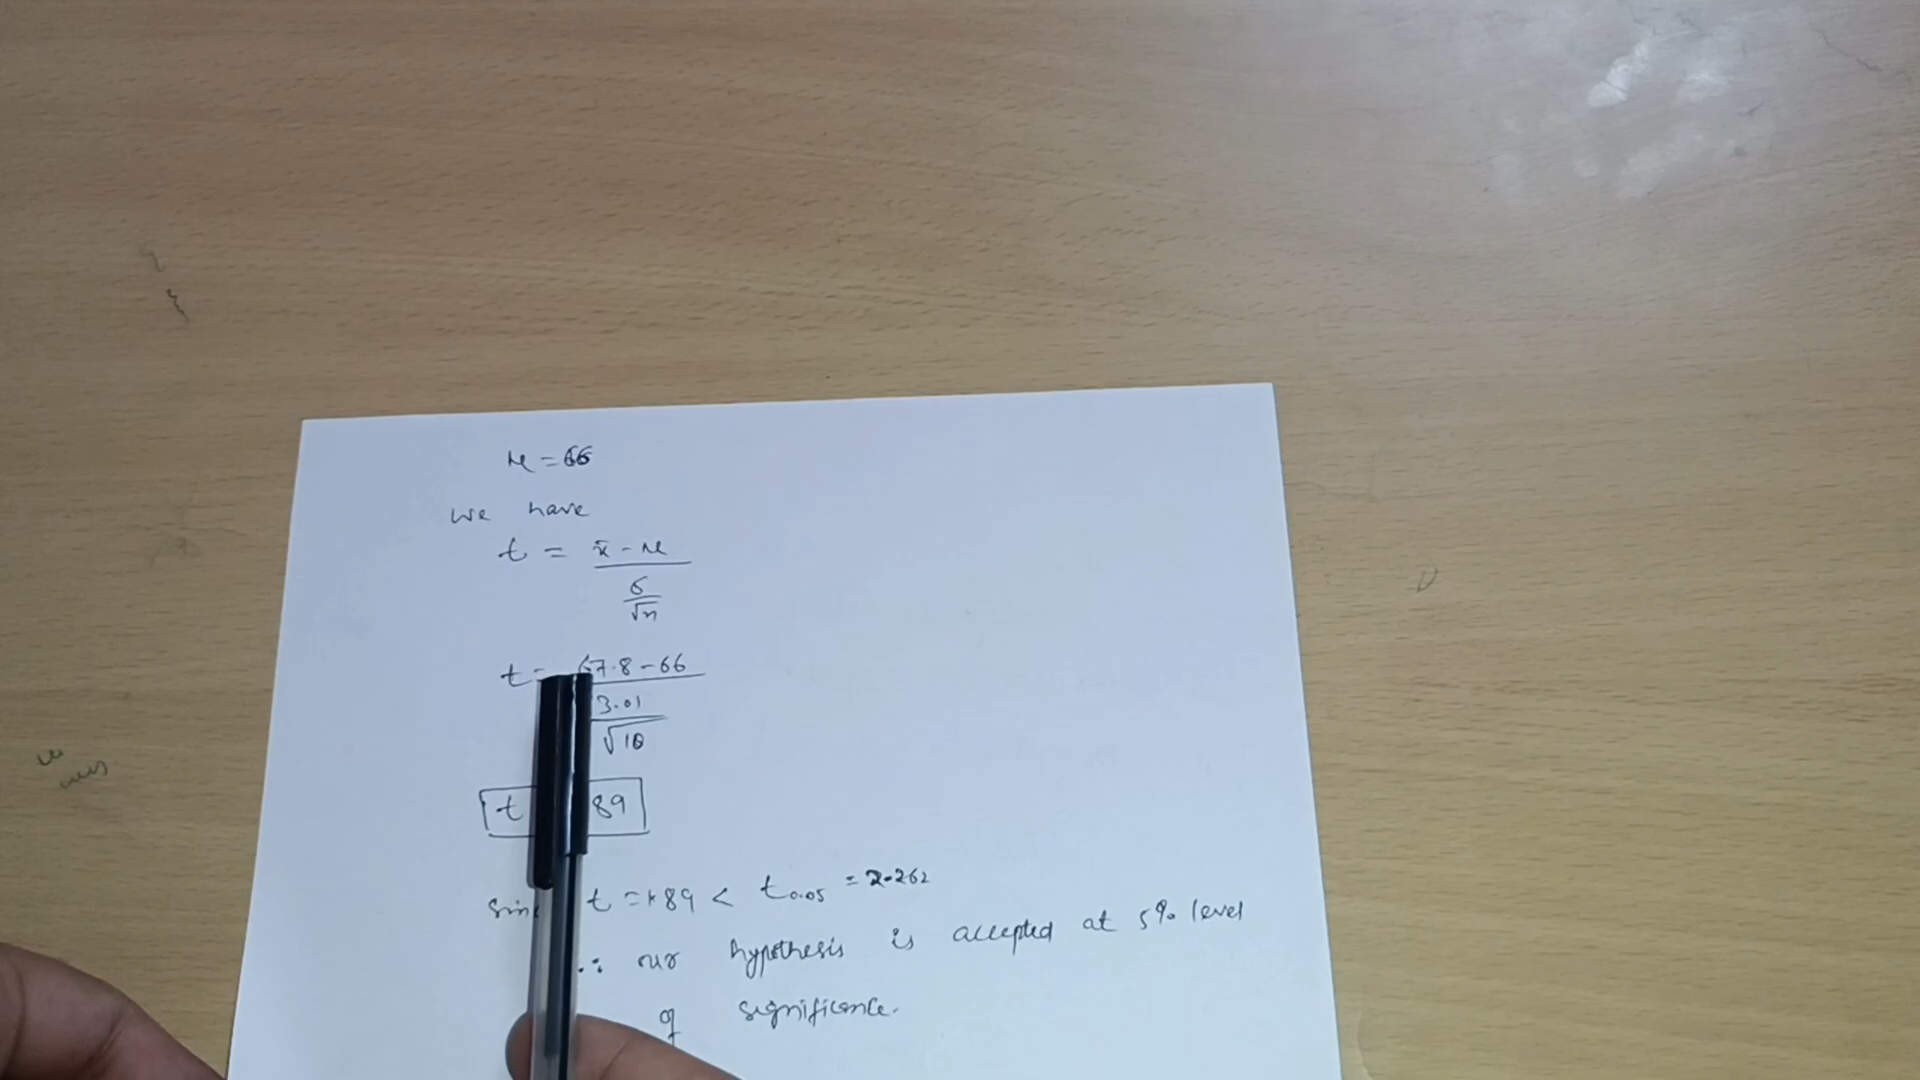 μ = 66
we have
t = x̄ - μ
σ
√n
t = 67.8 - 66
3.01
√10
t 89
t = 1.89 < t0.05 = 2.262
∴ our hypothesis is accepted at 5% level
of significance.